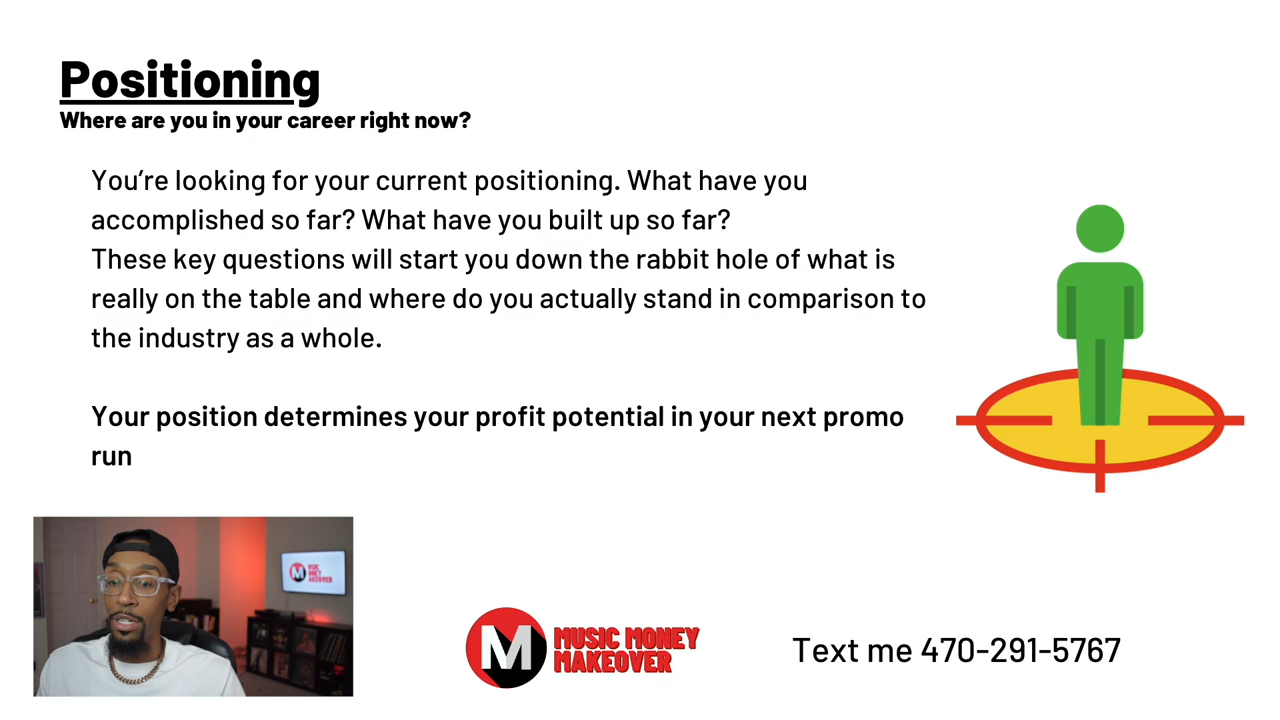 Positioning
Where are you in your career right now?
You’re looking for your current positioning. What have you
accomplished so far? What have you built up so far?
These key questions will start you down the rabbit hole of what is
really on the table and where do you actually stand in comparison to
the industry as a whole.
Your position determines your profit potential in your next promo
run
MUSIC
MONEY
MAKEOVER
M
MUSIC MONEY
MAKEOVER
Text me 470-291-5767